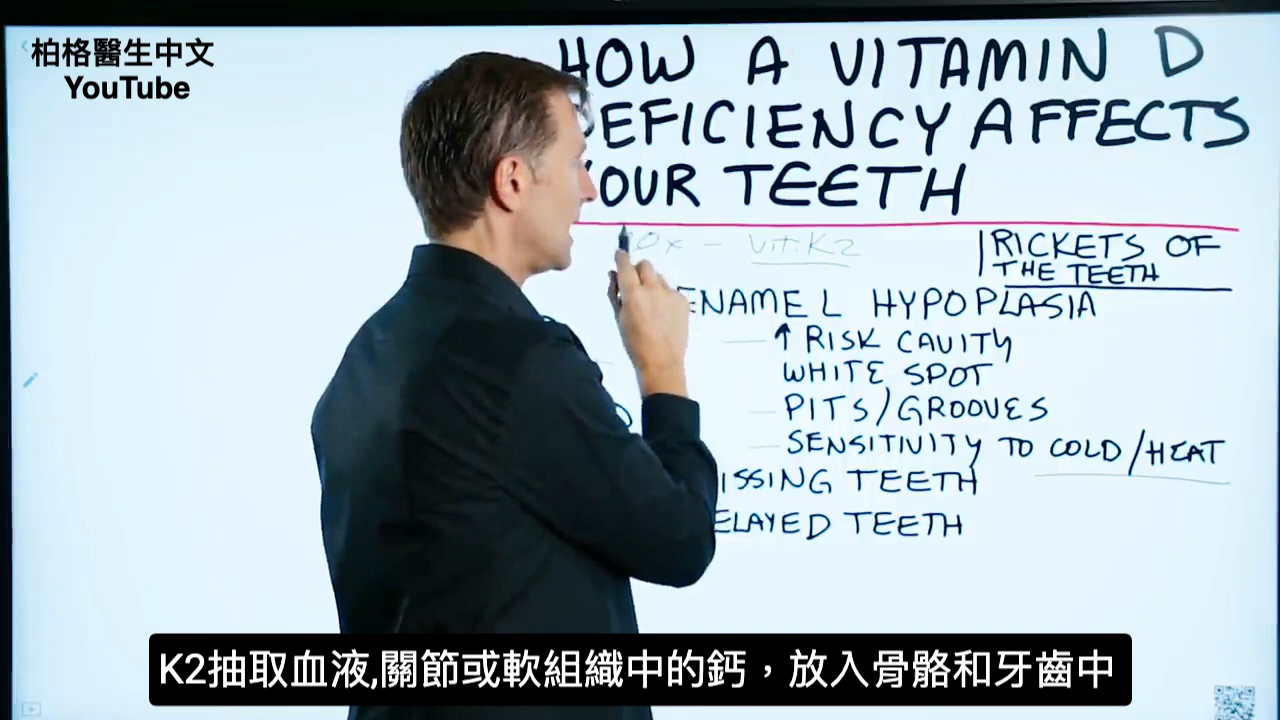 柏格醫生中文
YouTube
HOW A VITAMIN D
EFICIENCY AFFECTS
OUR TEETH
0x - VIT. K2
RICKETS OF
THE TEETH
ENAMEL HYPOPLASIA
↑ RISK CAVITY
WHITE SPOT
PITS/GROOVES
SENSITIVITY TO COLD/HEAT
ISSING TEETH
ELAYED TEETH
K2抽取血液,關節或軟組織中的鈣，放入骨骼和牙齒中